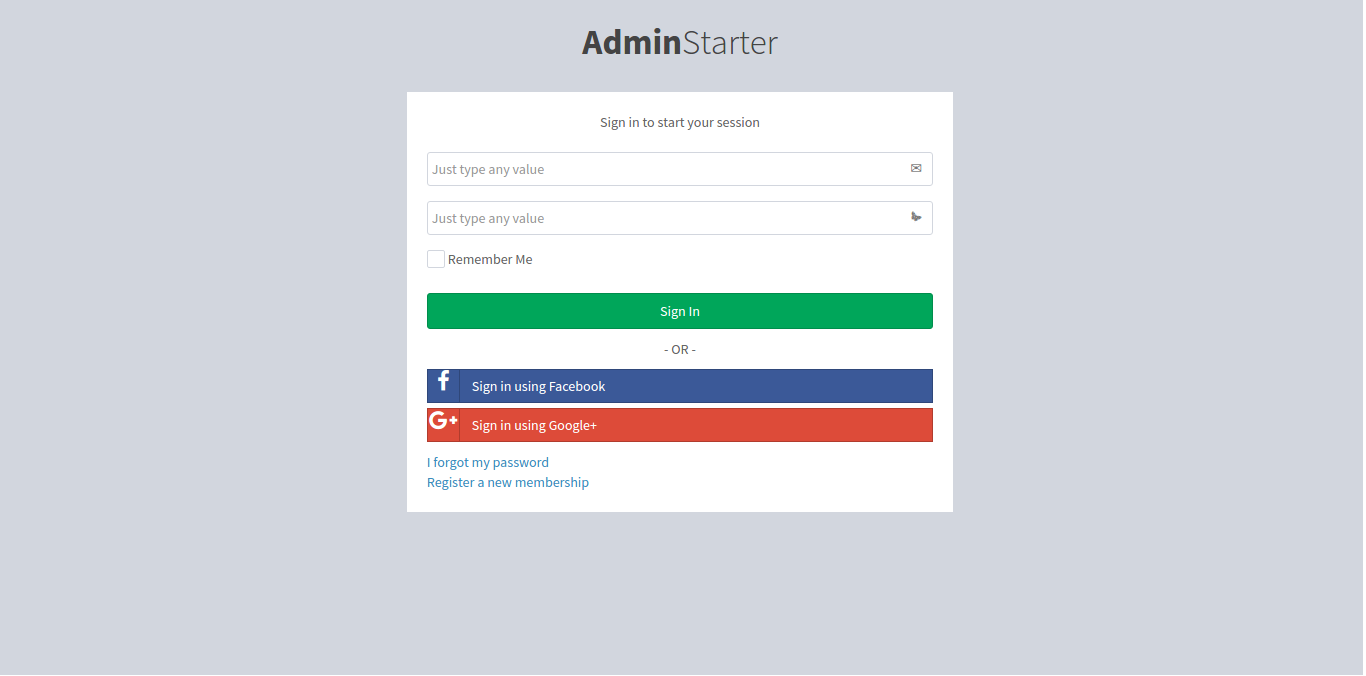 AdminStarter
Sign in to start your session
Just type any value
Just type any value
Remember Me
Sign In
- OR -
Sign in using Facebook
Sign in using Google+
I forgot my password
Register a new membership